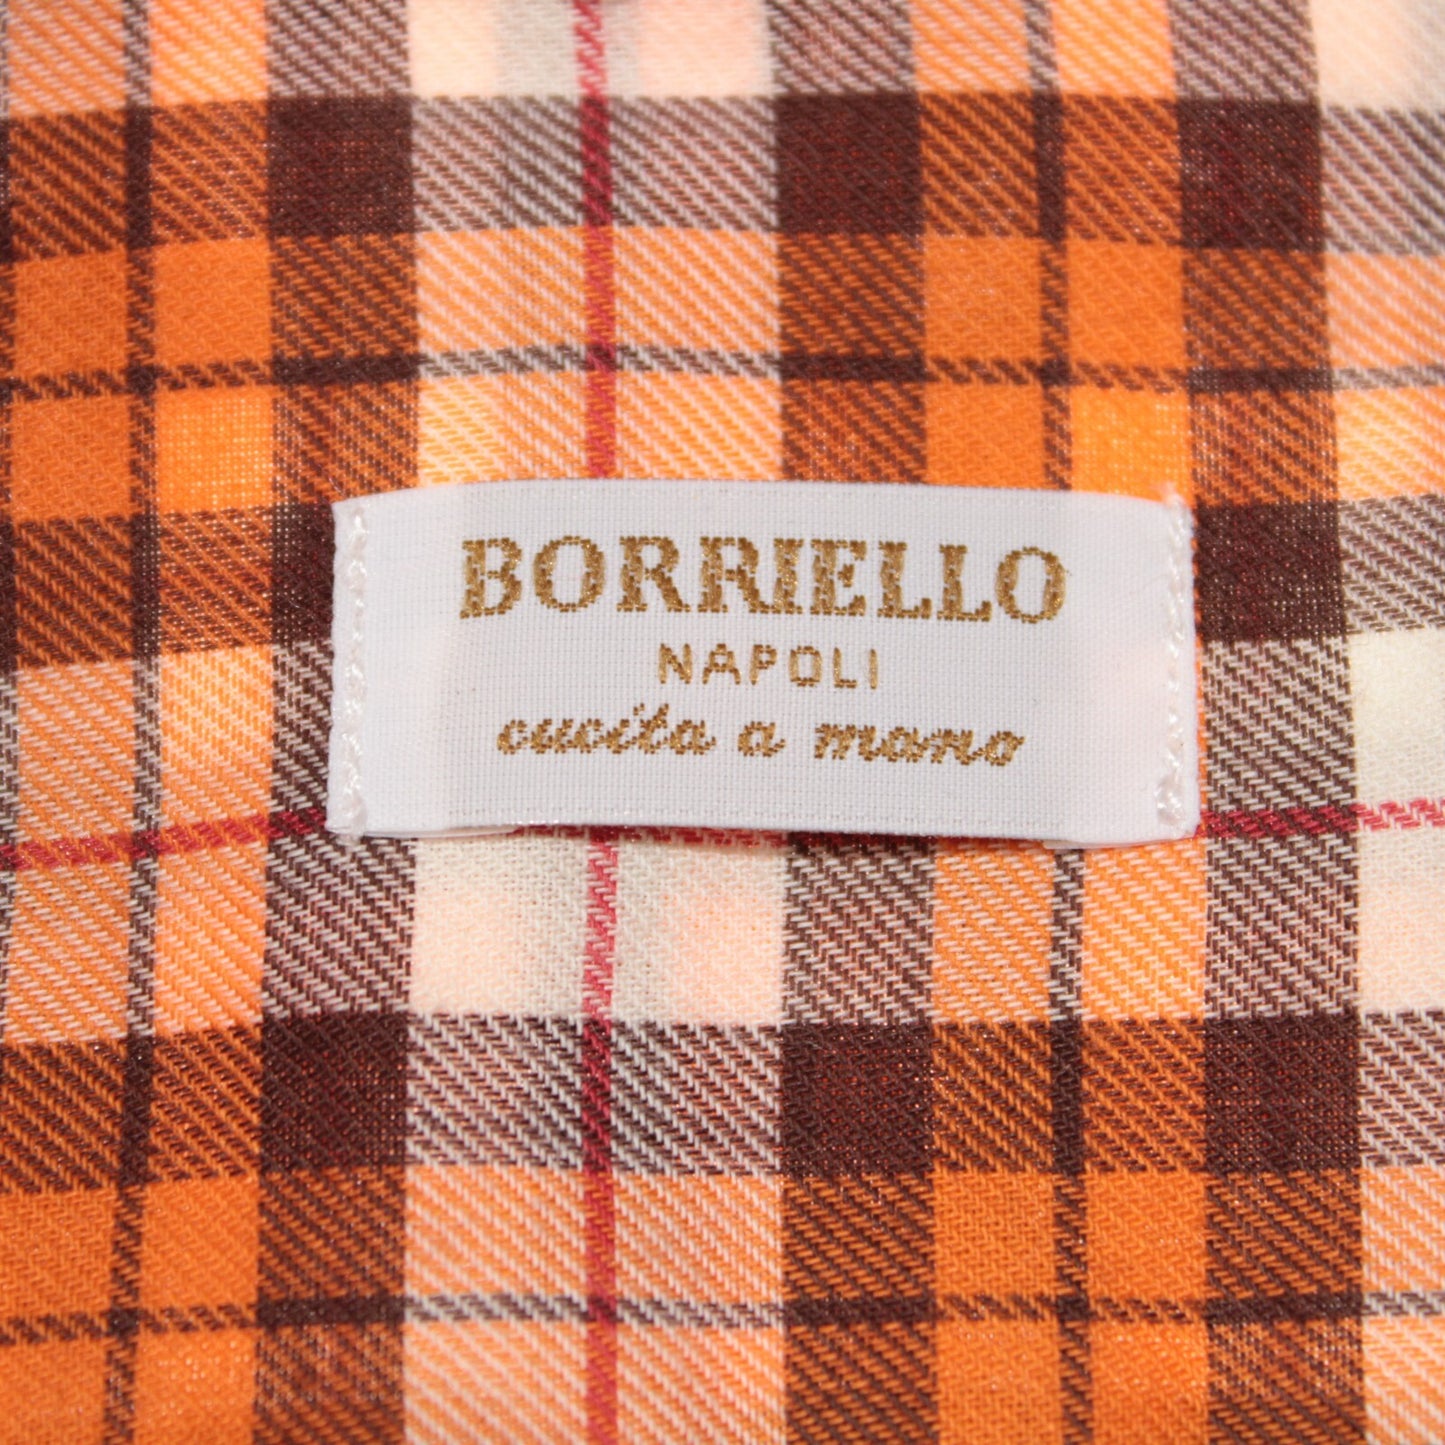 BORRIELLO
NAPOLI
cucita a mano